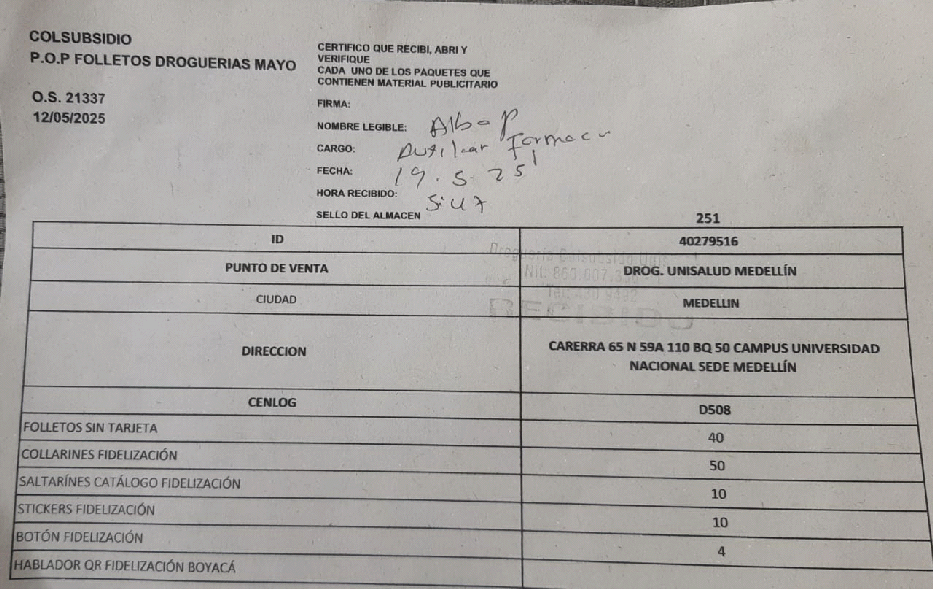 COLSUBSIDIO
P.O.P FOLLETOS DROGUERIAS MAYO
O.S. 21337
12/05/2025
CERTIFICO QUE RECIBI, ABRI Y
VERIFIQUE
CADA UNO DE LOS PAQUETES QUE
CONTIENEN MATERIAL PUBLICITARIO
FIRMA:
NOMBRE LEGIBLE: Alba P
CARGO: Auxiliar
FECHA: 19.5.25
HORA RECIBIDO:
SELLO DEL ALMACEN
251
ID 40279516
PUNTO DE VENTA DROG. UNISALUD MEDELLÍN
CIUDAD MEDELLIN
DIRECCION CARERRA 65 N 59A 110 BQ 50 CAMPUS UNIVERSIDAD
NACIONAL SEDE MEDELLÍN
CENLOG D508
FOLLETOS SIN TARJETA 40
COLLARINES FIDELIZACIÓN 50
SALTARÍNES CATÁLOGO FIDELIZACIÓN 10
STICKERS FIDELIZACIÓN 10
BOTÓN FIDELIZACIÓN 4
HABLADOR QR FIDELIZACIÓN BOYACÁ